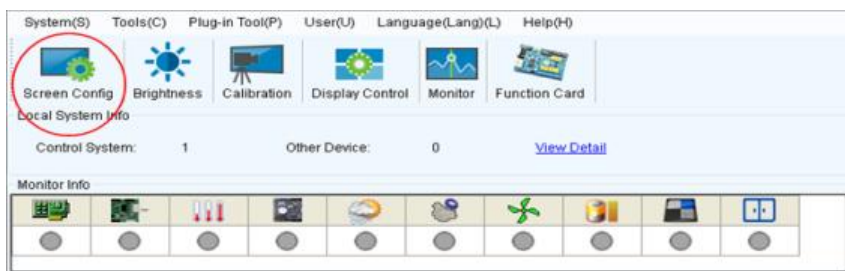 System(S) Tools(C) Plug-in Tool(P) User(U) Language(Lang)(L) Help(H)
Screen Config Brightness Calibration Display Control Monitor Function Card
Local System Info
Control System: 1 Other Device: 0 View Detail
Monitor Info